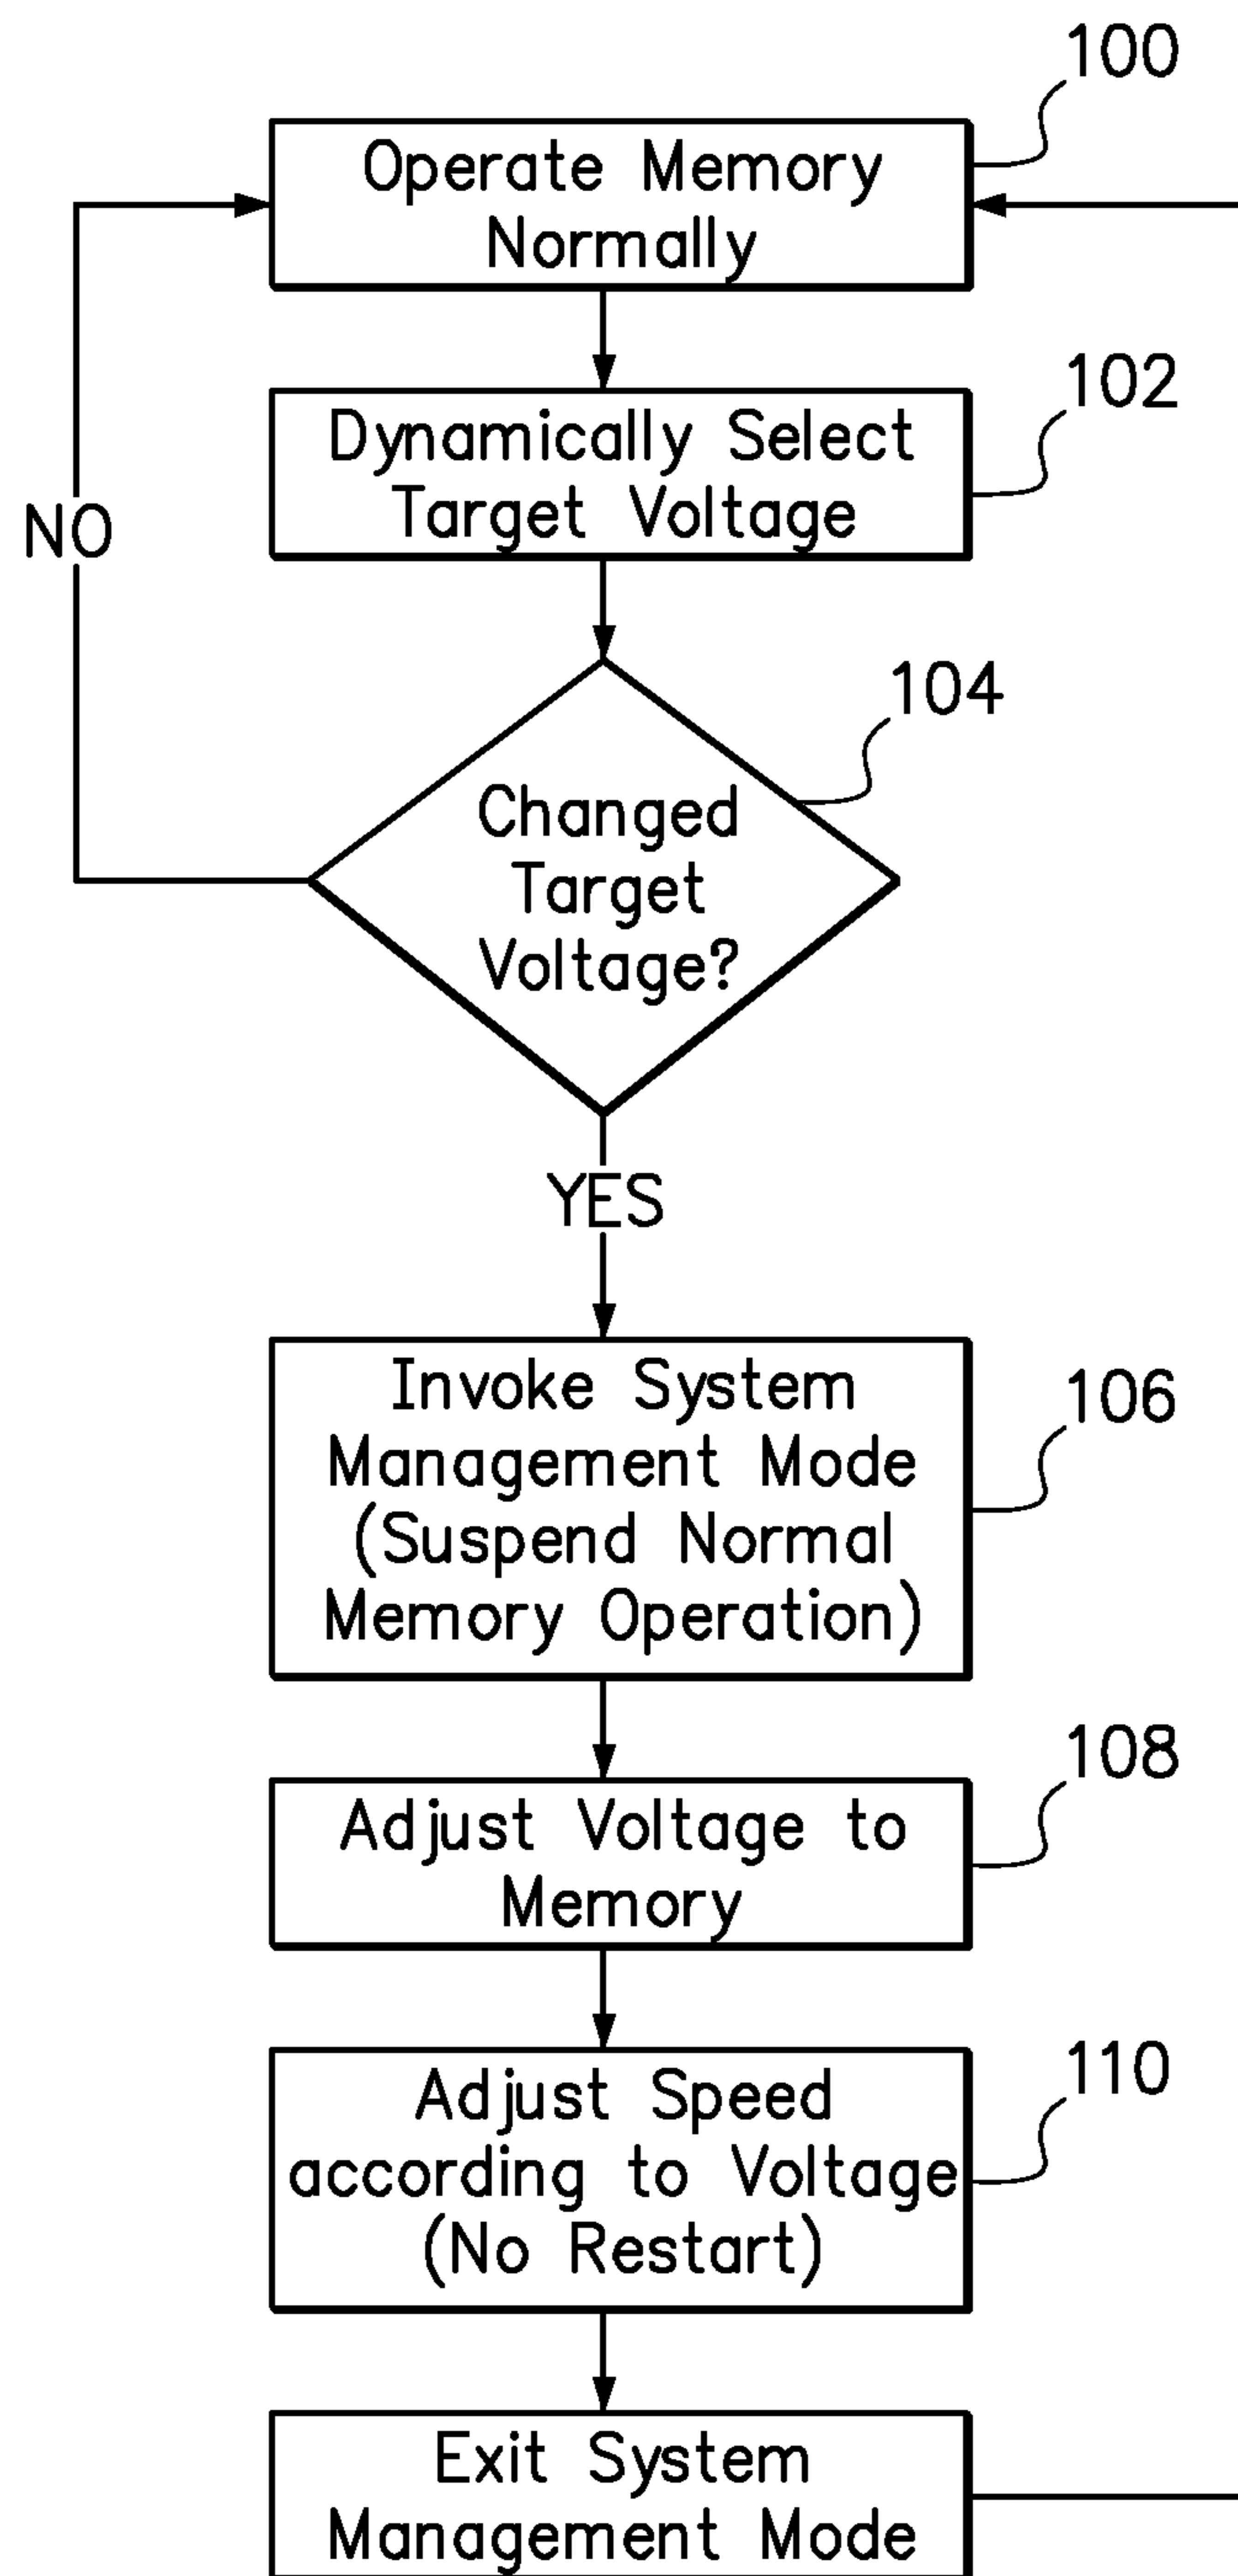 100
Operate Memory
Normally
102
Dynamically Select
Target Voltage
NO
104
Changed
Target
Voltage?
YES
Invoke System
Management Mode
(Suspend Normal
Memory Operation)
106
108
Adjust Voltage to
Memory
110
Adjust Speed
according to Voltage
(No Restart)
Exit System
Management Mode